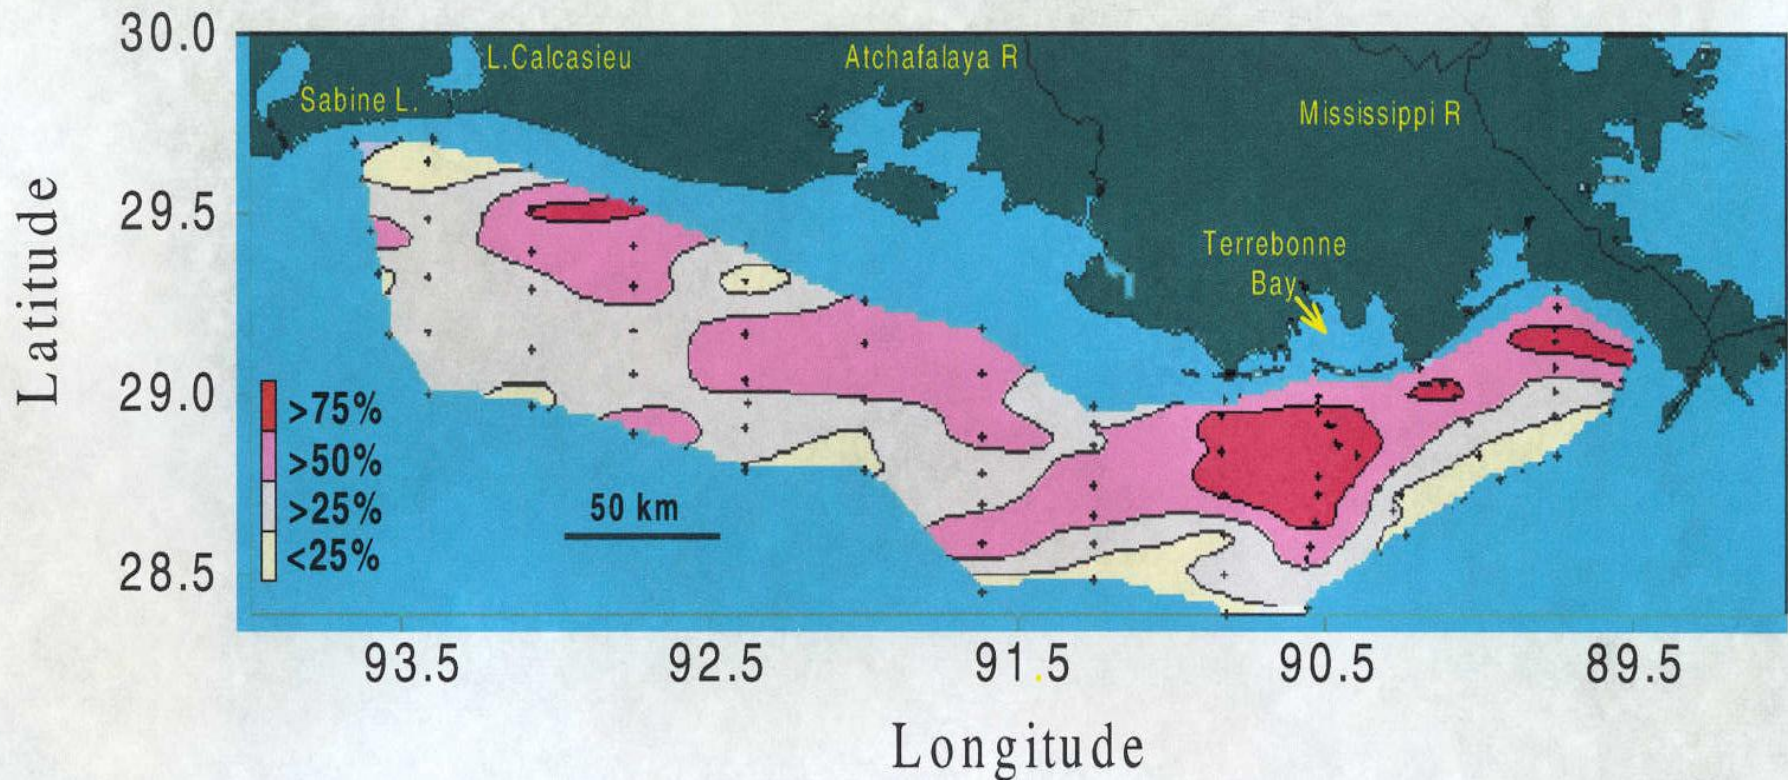 30.0
L.Calcasieu
Atchafalaya R
Sabine L.
Mississippi R
29.5
Terrebonne
Bay
Latitude
29.0
>75%
>50%
>25%
<25%
50 km
28.5
93.5
92.5
91.5
90.5
89.5
Longitude